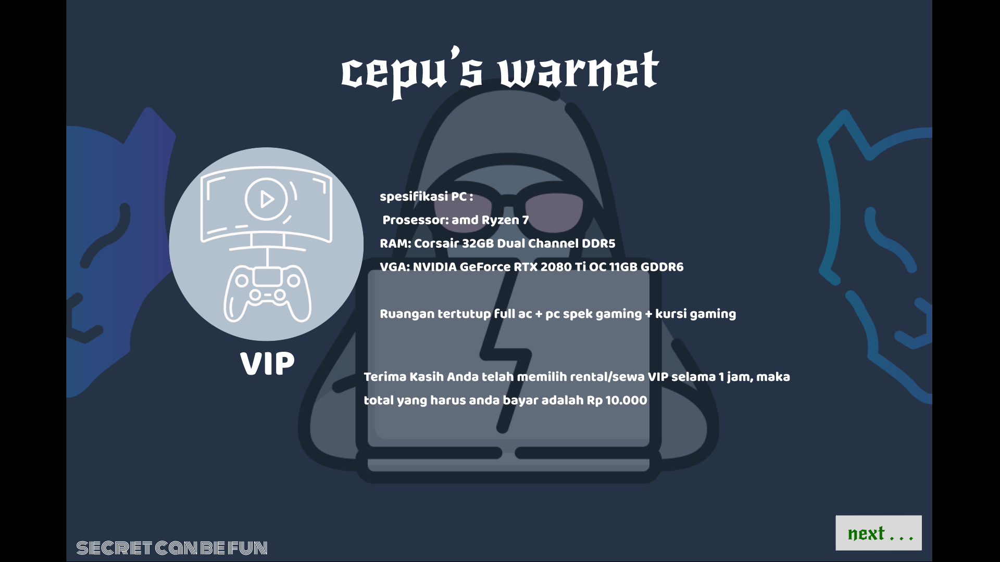 cepu's warnet
spesifikasi PC :
Prosessor: amd Ryzen 7
RAM: Corsair 32GB Dual Channel DDR5
VGA: NVIDIA GeForce RTX 2080 Ti OC 11GB GDDR6
Ruangan tertutup full ac + pc spek gaming + kursi gaming
VIP
Terima Kasih Anda telah memilih rental/sewa VIP selama 1 jam, maka
total yang harus anda bayar adalah Rp 10.000
next . . .
SECRET CAN BE FUN